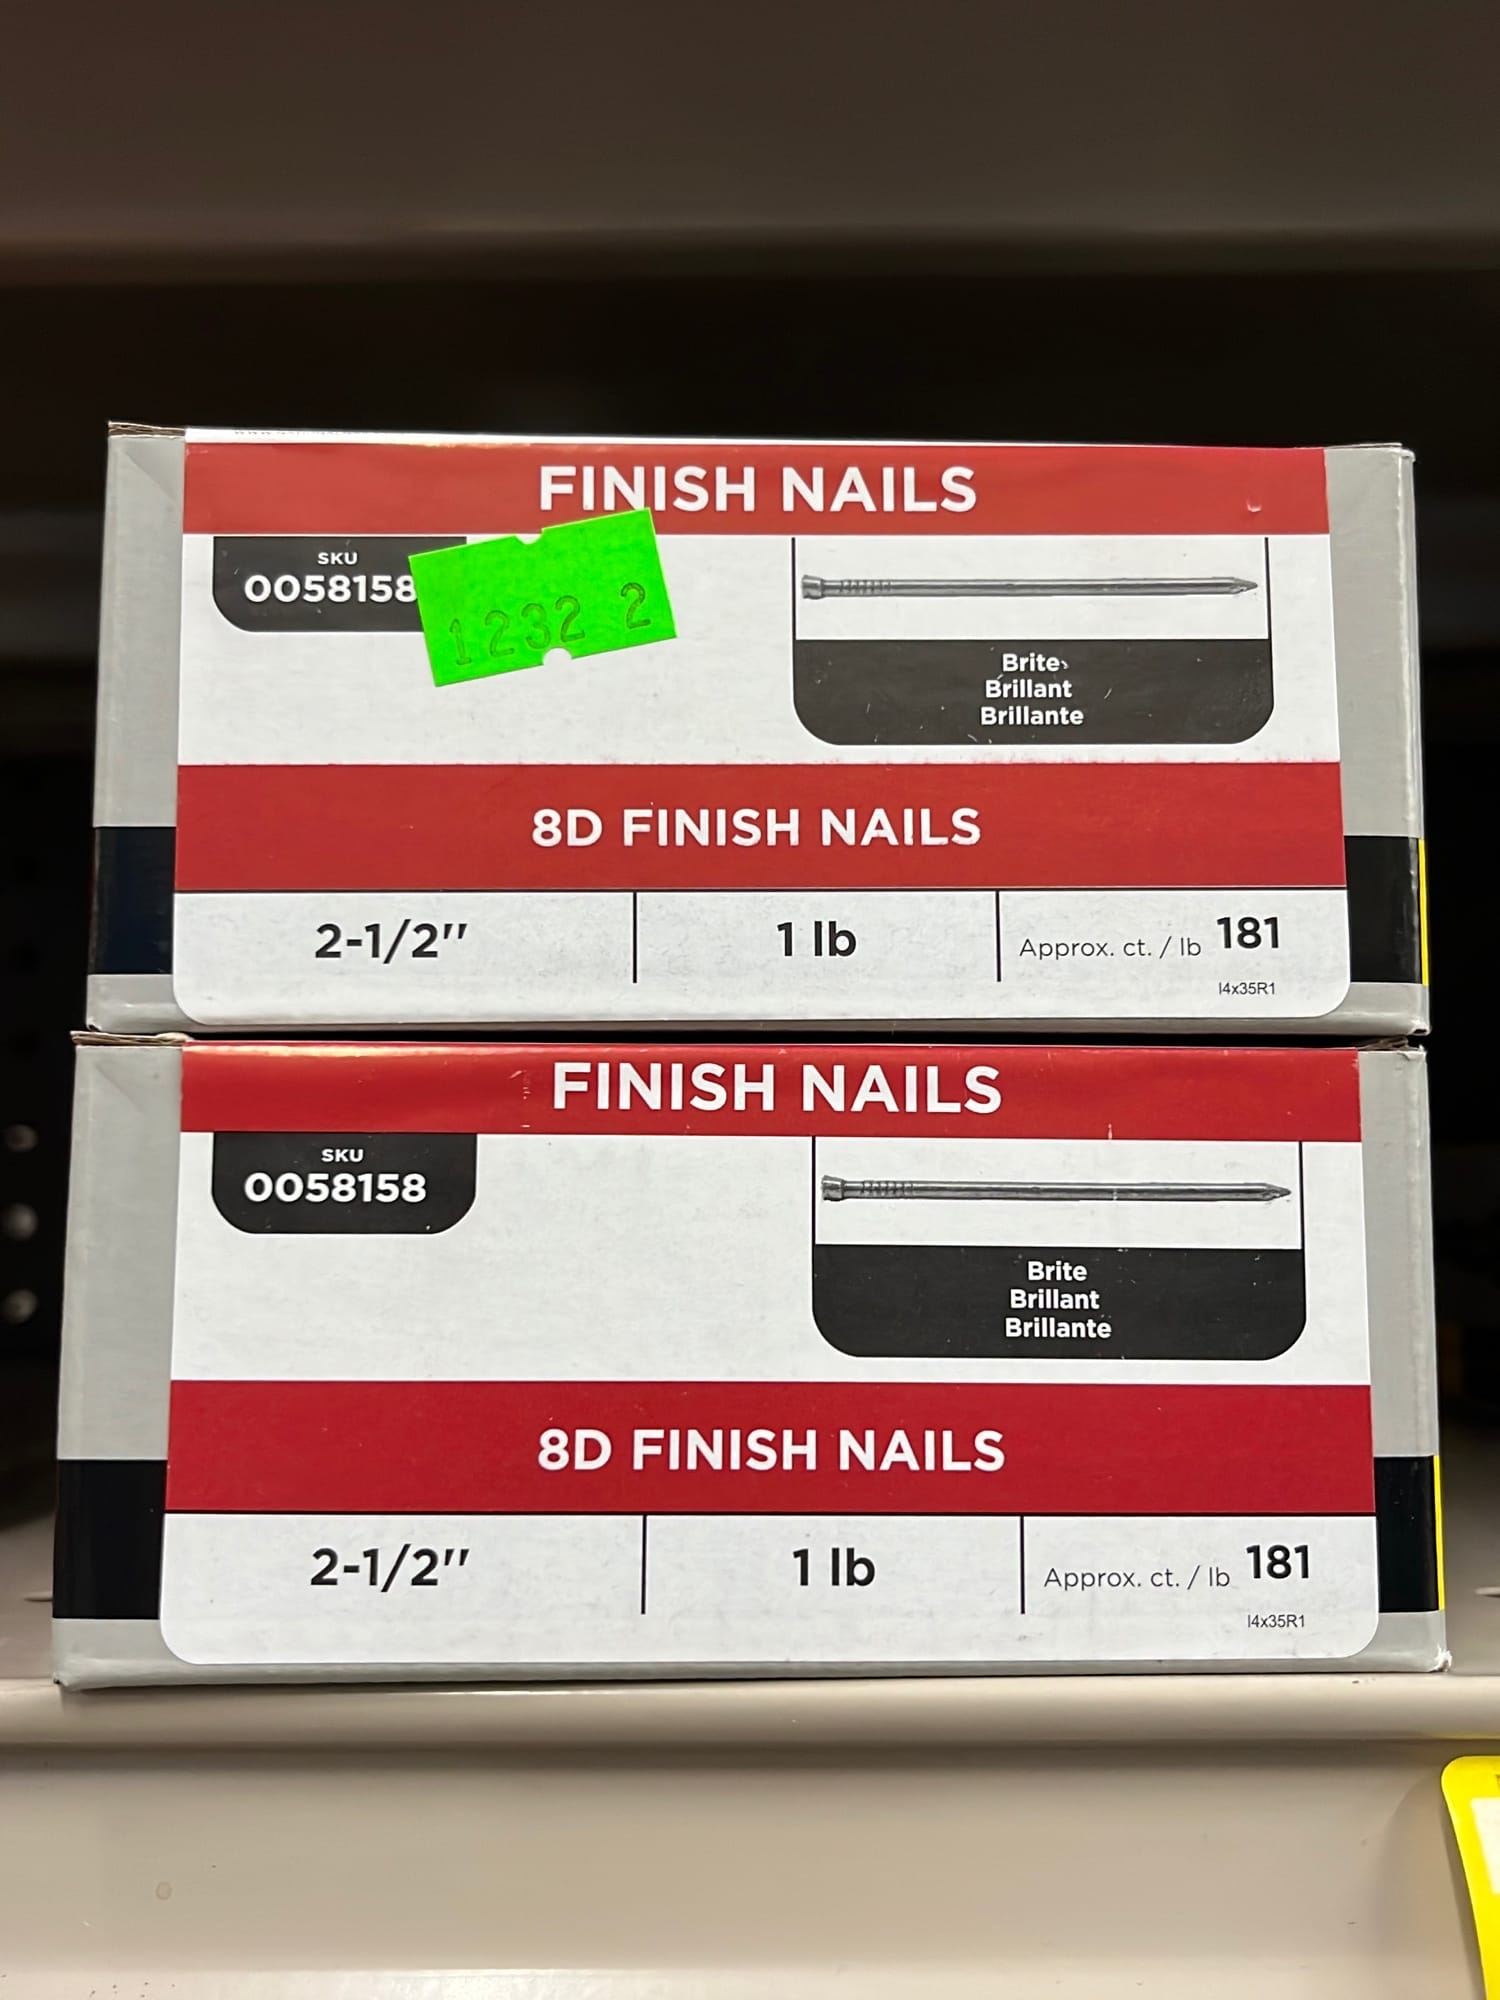 FINISH NAILS
SKU
0058158
1232 2
Brite
Brillant
Brillante
8D FINISH NAILS
2-1/2"
1 lb
Approx. ct. / lb 181
I4x35R1
FINISH NAILS
SKU
0058158
Brite
Brillant
Brillante
8D FINISH NAILS
2-1/2"
1 lb
Approx. ct. / lb 181
I4x35R1